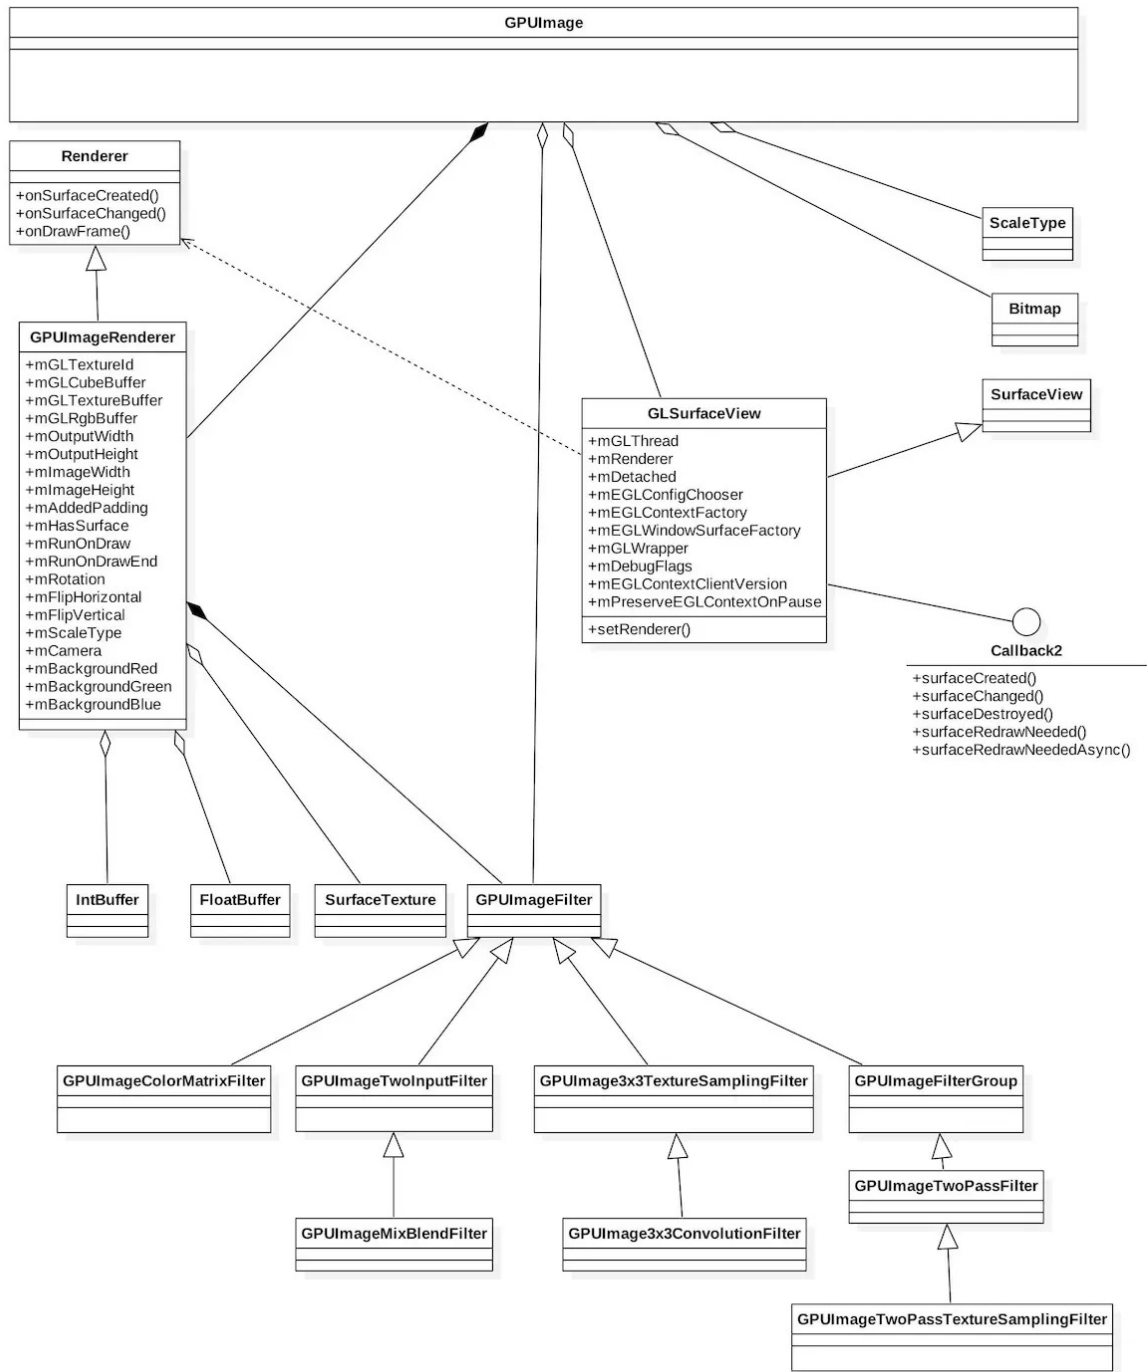 GPUImage
Renderer
+onSurfaceCreated()
+onSurfaceChanged()
+onDrawFrame()
ScaleType
Bitmap
GPUImageRenderer
+mGLTextureId
+mGLCubeBuffer
+mGLTextureBuffer
+mGLRgbBuffer
+mOutputWidth
+mOutputHeight
+mImageWidth
+mImageHeight
+mAddedPadding
+mHasSurface
+mRunOnDraw
+mRunOnDrawEnd
+mRotation
+mFlipHorizontal
+mFlipVertical
+mScaleType
+mCamera
+mBackgroundRed
+mBackgroundGreen
+mBackgroundBlue
GLSurfaceView
+mGLThread
+mRenderer
+mDetached
+mEGLConfigChooser
+mEGLContextFactory
+mEGLWindowSurfaceFactory
+mGLWrapper
+mDebugFlags
+mEGLContextClientVersion
+mPreserveEGLContextOnPause
+setRenderer()
SurfaceView
Callback2
+surfaceCreated()
+surfaceChanged()
+surfaceDestroyed()
+surfaceRedrawNeeded()
+surfaceRedrawNeededAsync()
IntBuffer
FloatBuffer
SurfaceTexture
GPUImageFilter
GPUImageColorMatrixFilter
GPUImageTwoInputFilter
GPUImage3x3TextureSamplingFilter
GPUImageFilterGroup
GPUImageTwoPassFilter
GPUImageMixBlendFilter
GPUImage3x3ConvolutionFilter
GPUImageTwoPassTextureSamplingFilter